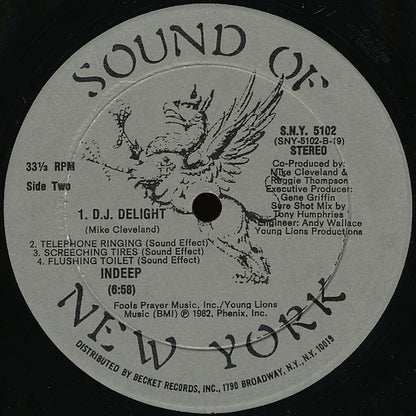 SOUND OF
S.N.Y. 5102
(SNY-5102-B-(9)
STEREO
33⅓ RPM
Side Two
Co-Produced by:
Mike Cleveland &
Reggie Thompson
Executive Producer:
Gene Griffin
Sure Shot Mix by
Tony Humphries
Engineer: Andy Wallace
Young Lions Productions
1. D.J. DELIGHT
(Mike Cleveland)
2. TELEPHONE RINGING (Sound Effect)
3. SCREECHING TIRES (Sound Effect)
4. FLUSHING TOILET (Sound Effect)
INDEEP
(6:58)
Fools Prayer Music, Inc./Young Lions
Music (BMI) Ⓟ 1982, Phenix, Inc.
NEW YORK
DISTRIBUTED BY BECKET RECORDS, INC., 1790 BROADWAY, N.Y., N.Y. 10019